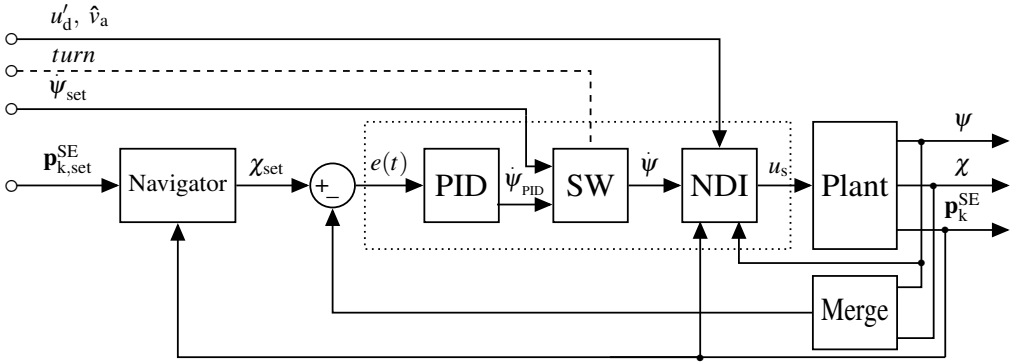 u′d, v̂a
turn
ψ̇set
p^SE_k,set
Navigator
χset
+
−
e(t)
PID
ψ̇PID
SW
ψ̇
NDI
us
Plant
ψ
χ
p^SE_k
Merge